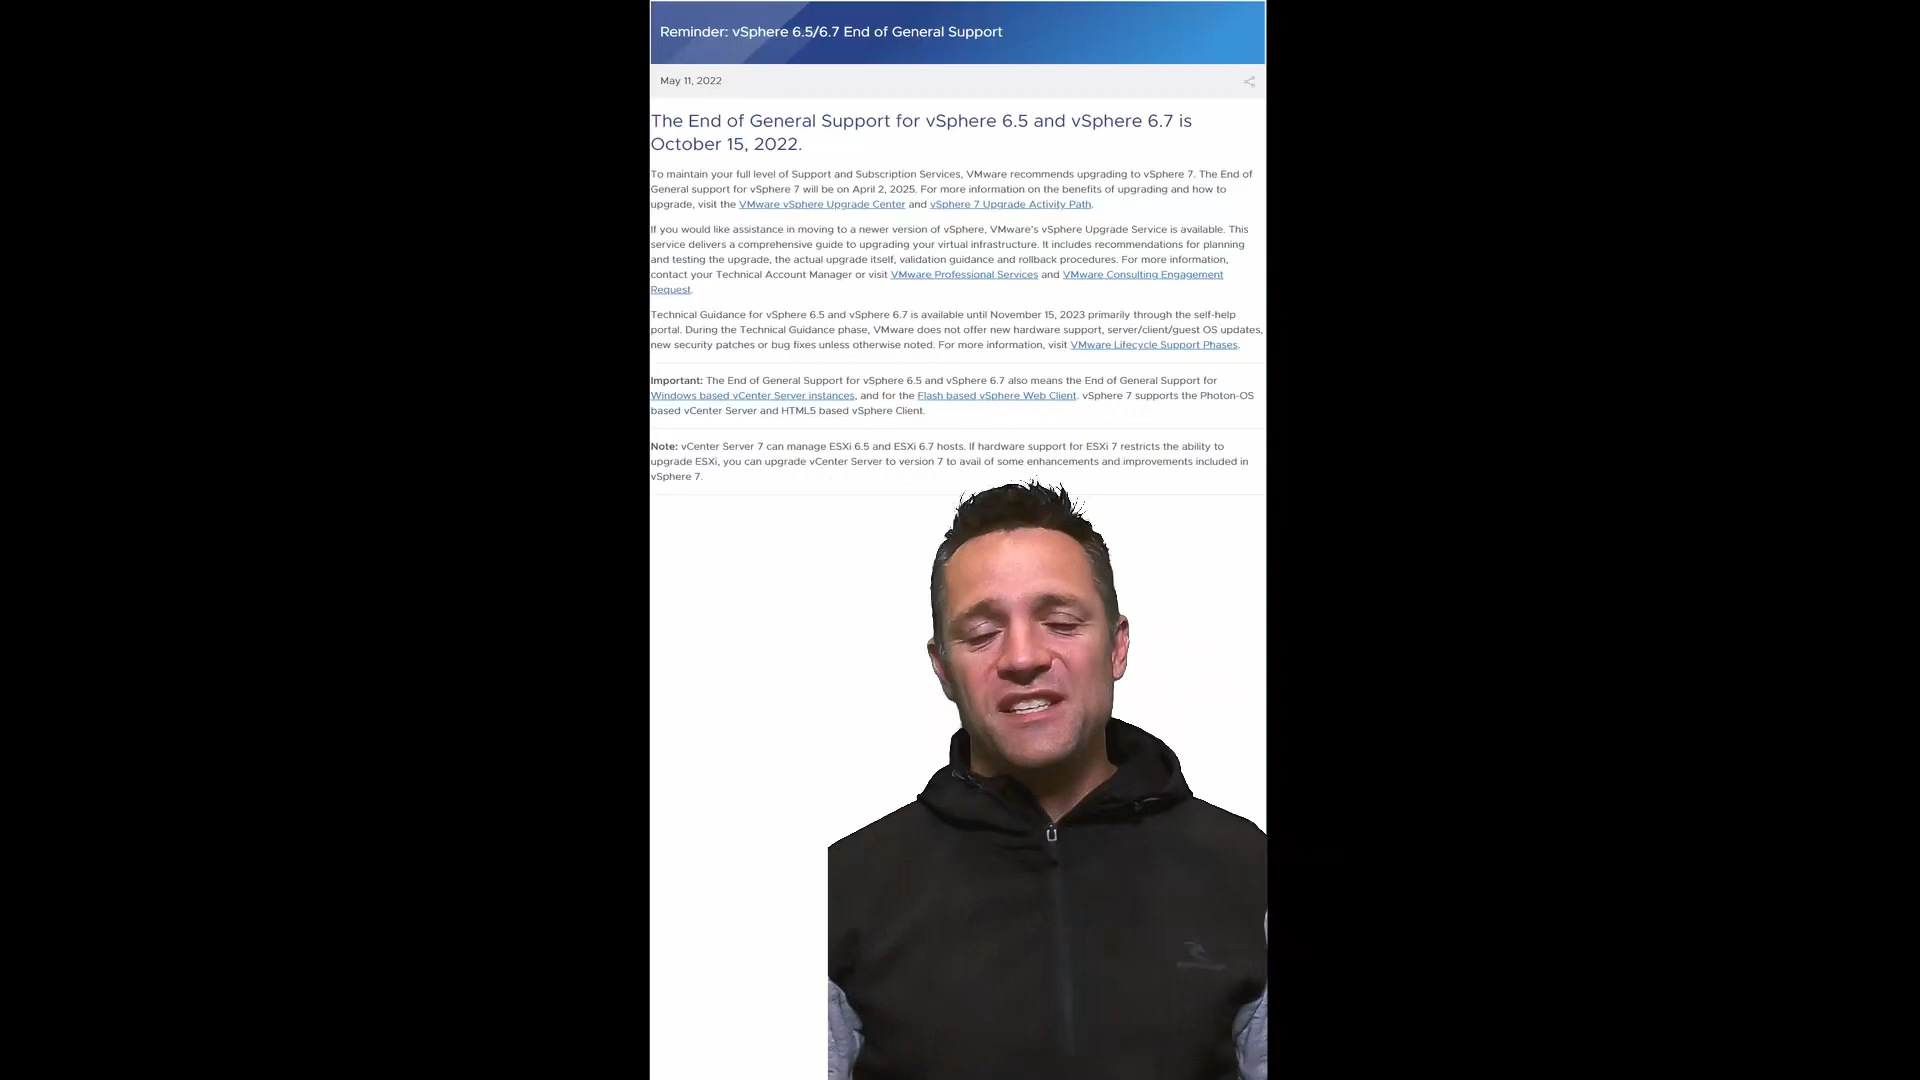 Reminder: vSphere 6.5/6.7 End of General Support
May 11, 2022
The End of General Support for vSphere 6.5 and vSphere 6.7 is
October 15, 2022.
To maintain your full level of Support and Subscription Services, VMware recommends upgrading to vSphere 7. The End of
General support for vSphere 7 will be on April 2, 2025. For more information on the benefits of upgrading and how to
upgrade, visit the VMware vSphere Upgrade Center and vSphere 7 Upgrade Activity Path.
If you would like assistance in moving to a newer version of vSphere, VMware's vSphere Upgrade Service is available. This
service delivers a comprehensive guide to upgrading your virtual infrastructure. It includes recommendations for planning
and testing the upgrade, the actual upgrade itself, validation guidance and rollback procedures. For more information,
contact your Technical Account Manager or visit VMware Professional Services and VMware Consulting Engagement
Request.
Technical Guidance for vSphere 6.5 and vSphere 6.7 is available until November 15, 2023 primarily through the self-help
portal. During the Technical Guidance phase, VMware does not offer new hardware support, server/client/guest OS updates,
new security patches or bug fixes unless otherwise noted. For more information, visit VMware Lifecycle Support Phases.
Important: The End of General Support for vSphere 6.5 and vSphere 6.7 also means the End of General Support for
Windows based vCenter Server instances, and for the Flash based vSphere Web Client. vSphere 7 supports the Photon-OS
based vCenter Server and HTML5 based vSphere Client.
Note: vCenter Server 7 can manage ESXi 6.5 and ESXi 6.7 hosts. If hardware support for ESXi 7 restricts the ability to
upgrade ESXi, you can upgrade vCenter Server to version 7 to avail of some enhancements and improvements included in
vSphere 7.